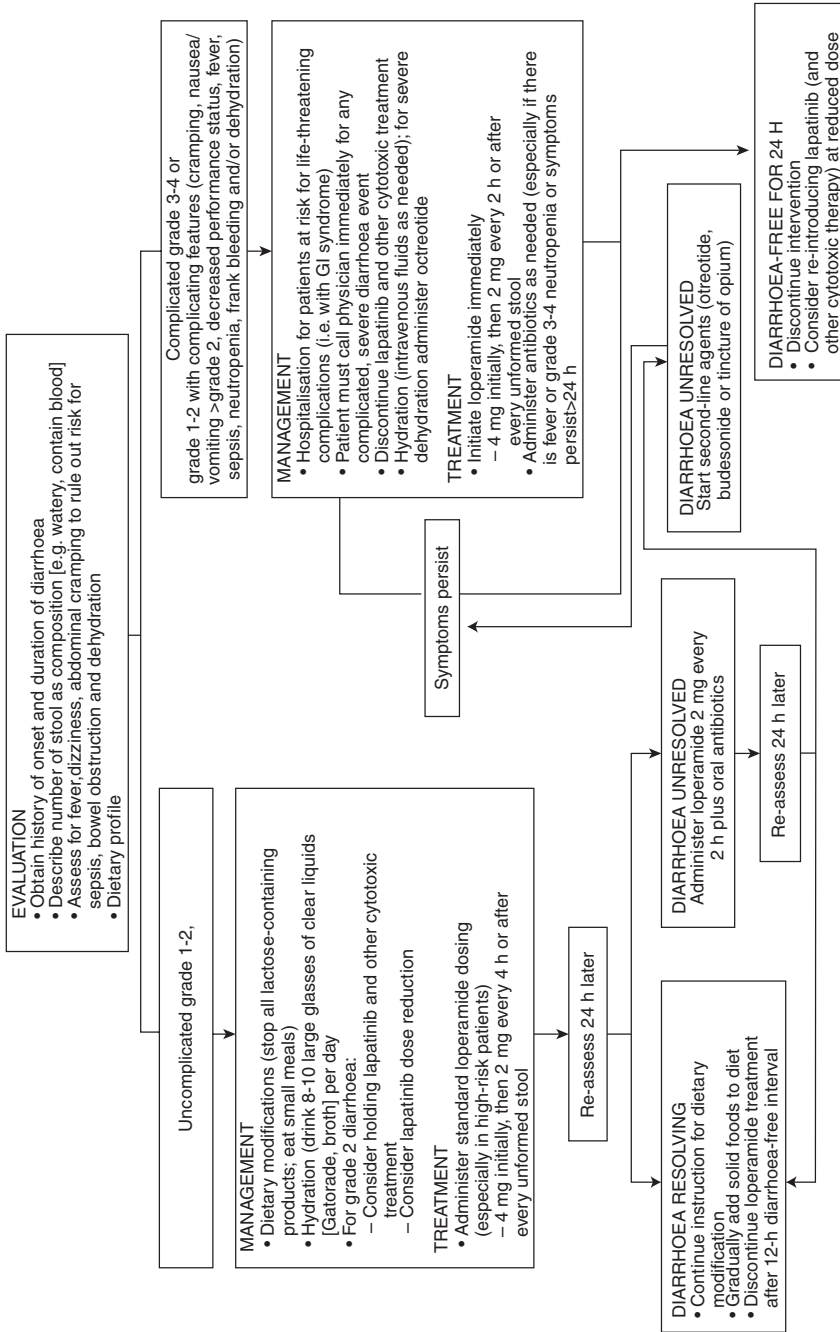 EVALUATION
• Obtain history of onset and duration of diarrhoea
• Describe number of stool as composition [e.g. watery, contain blood]
• Assess for fever,dizziness, abdominal cramping to rule out risk for
sepsis, bowel obstruction and dehydration
• Dietary profile
Uncomplicated grade 1-2,
MANAGEMENT
• Dietary modifications (stop all lactose-containing
products; eat small meals)
• Hydration (drink 8-10 large glasses of clear liquids
[Gatorade, broth] per day
• For grade 2 diarrhoea:
– Consider holding lapatinib and other cytotoxic
treatment
– Consider lapatinib dose reduction
TREATMENT
• Administer standard loperamide dosing
(especially in high-risk patients)
– 4 mg initially, then 2 mg every 4 h or after
every unformed stool
Re-assess 24 h later
DIARRHOEA RESOLVING
• Continue instruction for dietary
modification
• Gradually add solid foods to diet
• Discontinue loperamide treatment
after 12-h diarrhoea-free interval
DIARRHOEA UNRESOLVED
Administer loperamide 2 mg every
2 h plus oral antibiotics
Re-assess 24 h later
Complicated grade 3-4 or
grade 1-2 with complicating features (cramping, nausea/
vomiting >grade 2, decreased performance status, fever,
sepsis, neutropenia, frank bleeding and/or dehydration)
MANAGEMENT
• Hospitalisation for patients at risk for life-threatening
complications (i.e. with GI syndrome)
• Patient must call physician immediately for any
complicated, severe diarrhoea event
• Discontinue lapatinib and other cytotoxic treatment
• Hydration (intravenous fluids as needed); for severe
dehydration administer octreotide
TREATMENT
• Initiate loperamide immediately
– 4 mg initially, then 2 mg every 2 h or after
every unformed stool
• Administer antibiotics as needed (especially if there
is fever or grade 3-4 neutropenia or symptoms
persist>24 h
Symptoms persist
DIARRHOEA UNRESOLVED
Start second-line agents (otreotide,
budesonide or tincture of opium)
DIARRHOEA-FREE FOR 24 H
• Discontinue intervention
• Consider re-introducing lapatinib (and
other cytotoxic therapy) at reduced dose